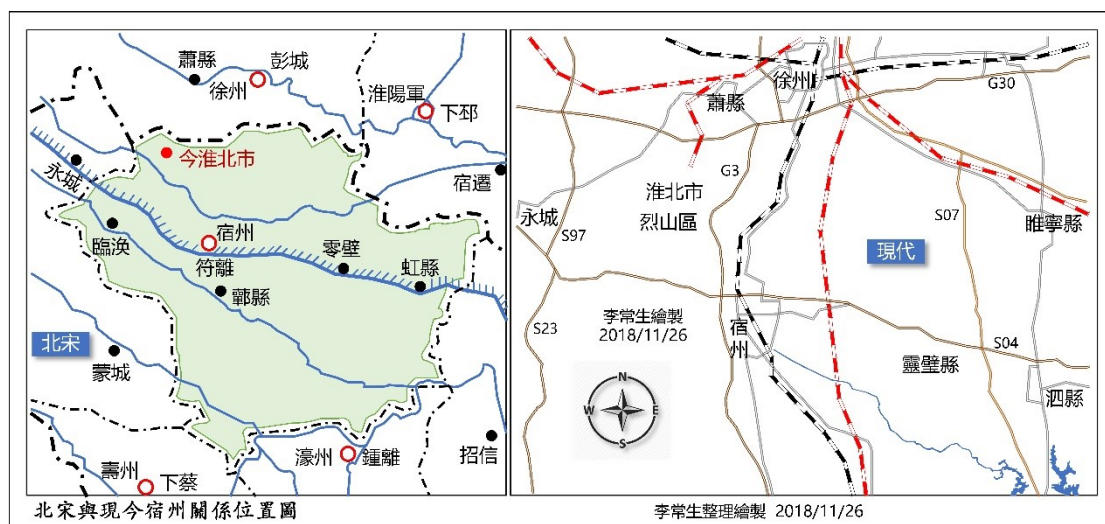 蕭縣
彭城
徐州
淮陽軍
下邳
今淮北市
永城
宿遷
臨渙
宿州
符離
零壁
虹縣
鄲縣
北宋
蒙城
濠州
鍾離
招信
壽州
下蔡
北宋與現今宿州關係位置圖
徐州
蕭縣
G30
G3
淮北市
烈山區
永城
S97
S07
睢寧縣
現代
李常生繪製
2018/11/26
S23
宿州
S04
靈璧縣
泗縣
N
W
E
S
李常生整理繪製 2018/11/26